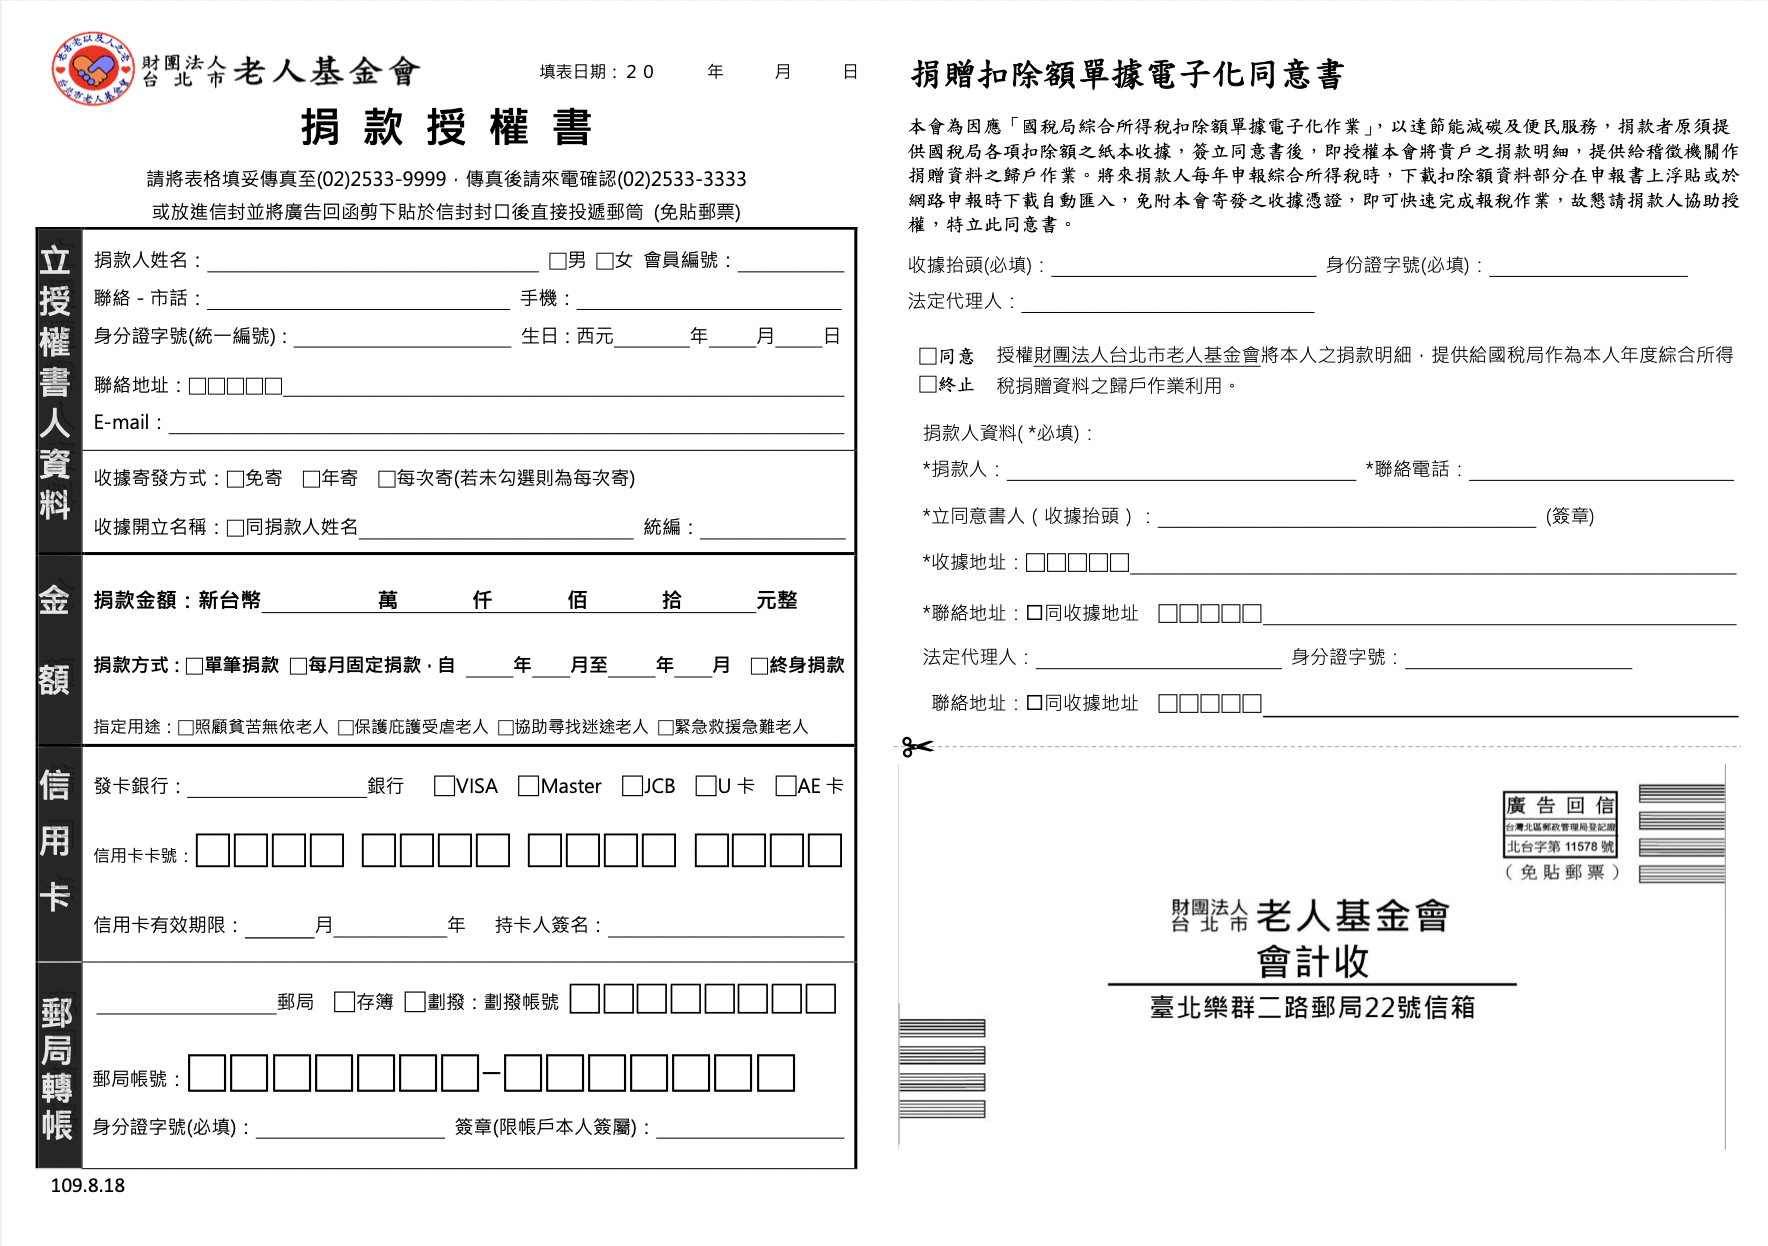 老吾老以及人之老
台北市老人基金會
財團法人
台北市 老人基金會
填表日期：２０　　年　　月　　日
捐款授權書
請將表格填妥傳真至(02)2533-9999，傳真後請來電確認(02)2533-3333
或放進信封並將廣告回函剪下貼於信封封口後直接投遞郵筒 (免貼郵票)
立授權書人資料
捐款人姓名：＿＿＿ □男 □女 會員編號：＿＿＿
聯絡 - 市話：＿＿＿ 手機：＿＿＿
身分證字號(統一編號)：＿＿＿ 生日：西元＿＿＿年＿＿月＿＿日
聯絡地址：□□□□□＿＿＿
E-mail：＿＿＿
收據寄發方式：□免寄 □年寄 □每次寄(若未勾選則為每次寄)
收據開立名稱：□同捐款人姓名＿＿＿ 統編：＿＿＿
金額
捐款金額：新台幣　　萬　　仟　　佰　　拾　　元整
捐款方式：□單筆捐款 □每月固定捐款，自 ＿＿年＿＿月至＿＿年＿＿月 □終身捐款
指定用途：□照顧貧苦無依老人 □保護庇護受虐老人 □協助尋找迷途老人 □緊急救援急難老人
信用卡
發卡銀行：＿＿＿銀行 □VISA □Master □JCB □U 卡 □AE 卡
信用卡卡號：□□□□ □□□□ □□□□ □□□□
信用卡有效期限：＿＿＿月＿＿＿年 持卡人簽名：＿＿＿
郵局轉帳
＿＿＿郵局 □存簿 □劃撥：劃撥帳號 □□□□□□□□
郵局帳號：□□□□□□□－□□□□□□□
身分證字號(必填)：＿＿＿ 簽章(限帳戶本人簽屬)：＿＿＿
109.8.18
捐贈扣除額單據電子化同意書
本會為因應「國稅局綜合所得稅扣除額單據電子化作業」，以達節能減碳及便民服務，捐款者原須提
供國稅局各項扣除額之紙本收據，簽立同意書後，即授權本會將貴戶之捐款明細，提供給稽徵機關作
捐贈資料之歸戶作業。將來捐款人每年申報綜合所得稅時，下載扣除額資料部分在申報書上浮貼或於
網路申報時下載自動匯入，免附本會寄發之收據憑證，即可快速完成報稅作業，故懇請捐款人協助授
權，特立此同意書。
收據抬頭(必填)：＿＿＿ 身份證字號(必填)：＿＿＿
法定代理人：＿＿＿
□同意 授權財團法人台北市老人基金會將本人之捐款明細，提供給國稅局作為本人年度綜合所得
□終止 稅捐贈資料之歸戶作業利用。
捐款人資料( *必填)：
*捐款人：＿＿＿ *聯絡電話：＿＿＿
*立同意書人（收據抬頭）：＿＿＿ (簽章)
*收據地址：□□□□□＿＿＿
*聯絡地址：□同收據地址 □□□□□＿＿＿
法定代理人：＿＿＿ 身分證字號：＿＿＿
聯絡地址：□同收據地址 □□□□□＿＿＿
廣告回信
台灣北區郵政管理局登記證
北台字第 11578 號
（免貼郵票）
財團法人
台北市 老人基金會
會計收
臺北樂群二路郵局22號信箱